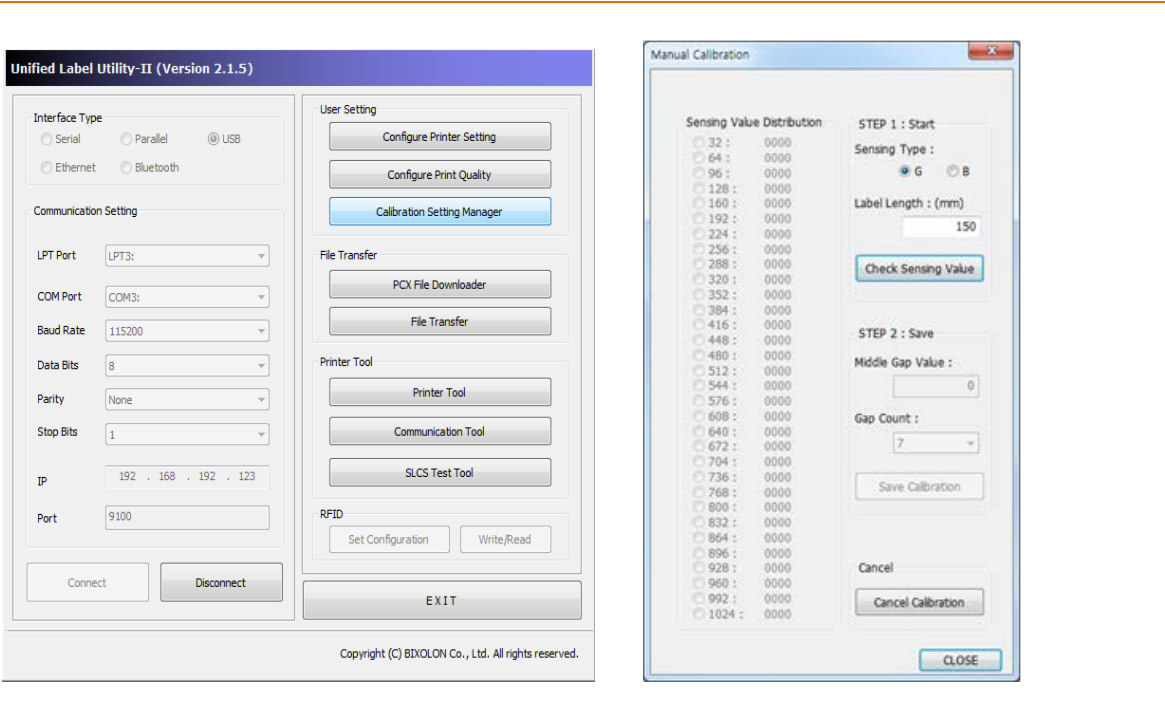 Unified Label Utility-II (Version 2.1.5)
Interface Type
Serial Parallel USB
Ethernet Bluetooth
Communication Setting
LPT Port LPT3:
COM Port COM3:
Baud Rate 115200
Data Bits 8
Parity None
Stop Bits 1
IP 192 . 168 . 192 . 123
Port 9100
Connect Disconnect
User Setting
Configure Printer Setting
Configure Print Quality
Calibration Setting Manager
File Transfer
PCX File Downloader
File Transfer
Printer Tool
Printer Tool
Communication Tool
SLCS Test Tool
RFID
Set Configuration Write/Read
EXIT
Copyright (C) BIXOLON Co., Ltd. All rights reserved.
Manual Calibration
Sensing Value Distribution
32 : 0000
64 : 0000
96 : 0000
128 : 0000
160 : 0000
192 : 0000
224 : 0000
256 : 0000
288 : 0000
320 : 0000
352 : 0000
384 : 0000
416 : 0000
448 : 0000
480 : 0000
512 : 0000
544 : 0000
576 : 0000
608 : 0000
640 : 0000
672 : 0000
704 : 0000
736 : 0000
768 : 0000
800 : 0000
832 : 0000
864 : 0000
896 : 0000
928 : 0000
960 : 0000
992 : 0000
1024 : 0000
STEP 1 : Start
Sensing Type :
G B
Label Length : (mm)
150
Check Sensing Value
STEP 2 : Save
Middle Gap Value :
0
Gap Count :
7
Save Calibration
Cancel
Cancel Calibration
CLOSE